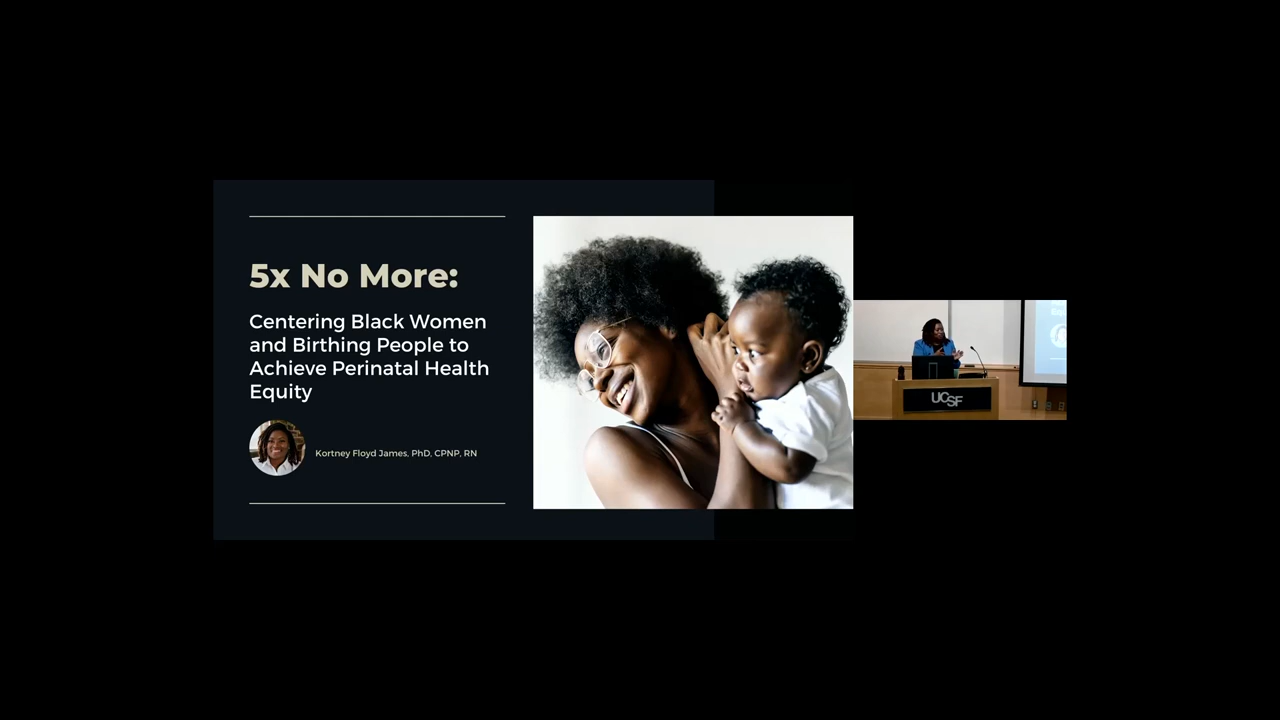 5x No More:
Centering Black Women
and Birthing People to
Achieve Perinatal Health
Equity
Kortney Floyd James, PhD, CPNP, RN
UCSF